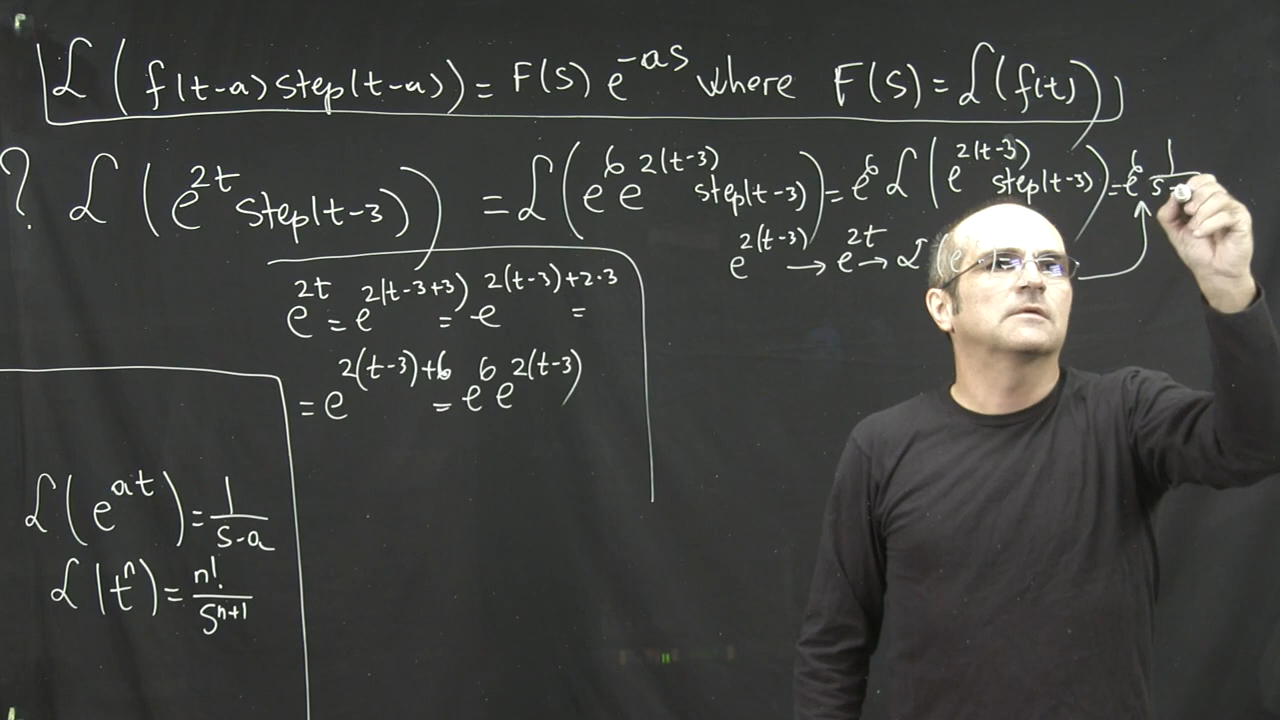 ℒ(f(t-a) step(t-a)) = F(s) e^{-as} where F(s) = ℒ(f(t))
? ℒ(e^{2t} step(t-3)) = ℒ(e^6 e^{2(t-3)} step(t-3)) = e^6 ℒ(e^{2(t-3)} step(t-3)) = e^6 1/s-
e^{2(t-3)} → e^{2t} → ℒ(e
e^{2t} = e^{2(t-3+3)} = e^{2(t-3)+2·3} =
= e^{2(t-3)+6} = e^6 e^{2(t-3)}
ℒ(e^{at}) = 1/s-a
ℒ(t^n) = n!/s^{n+1}